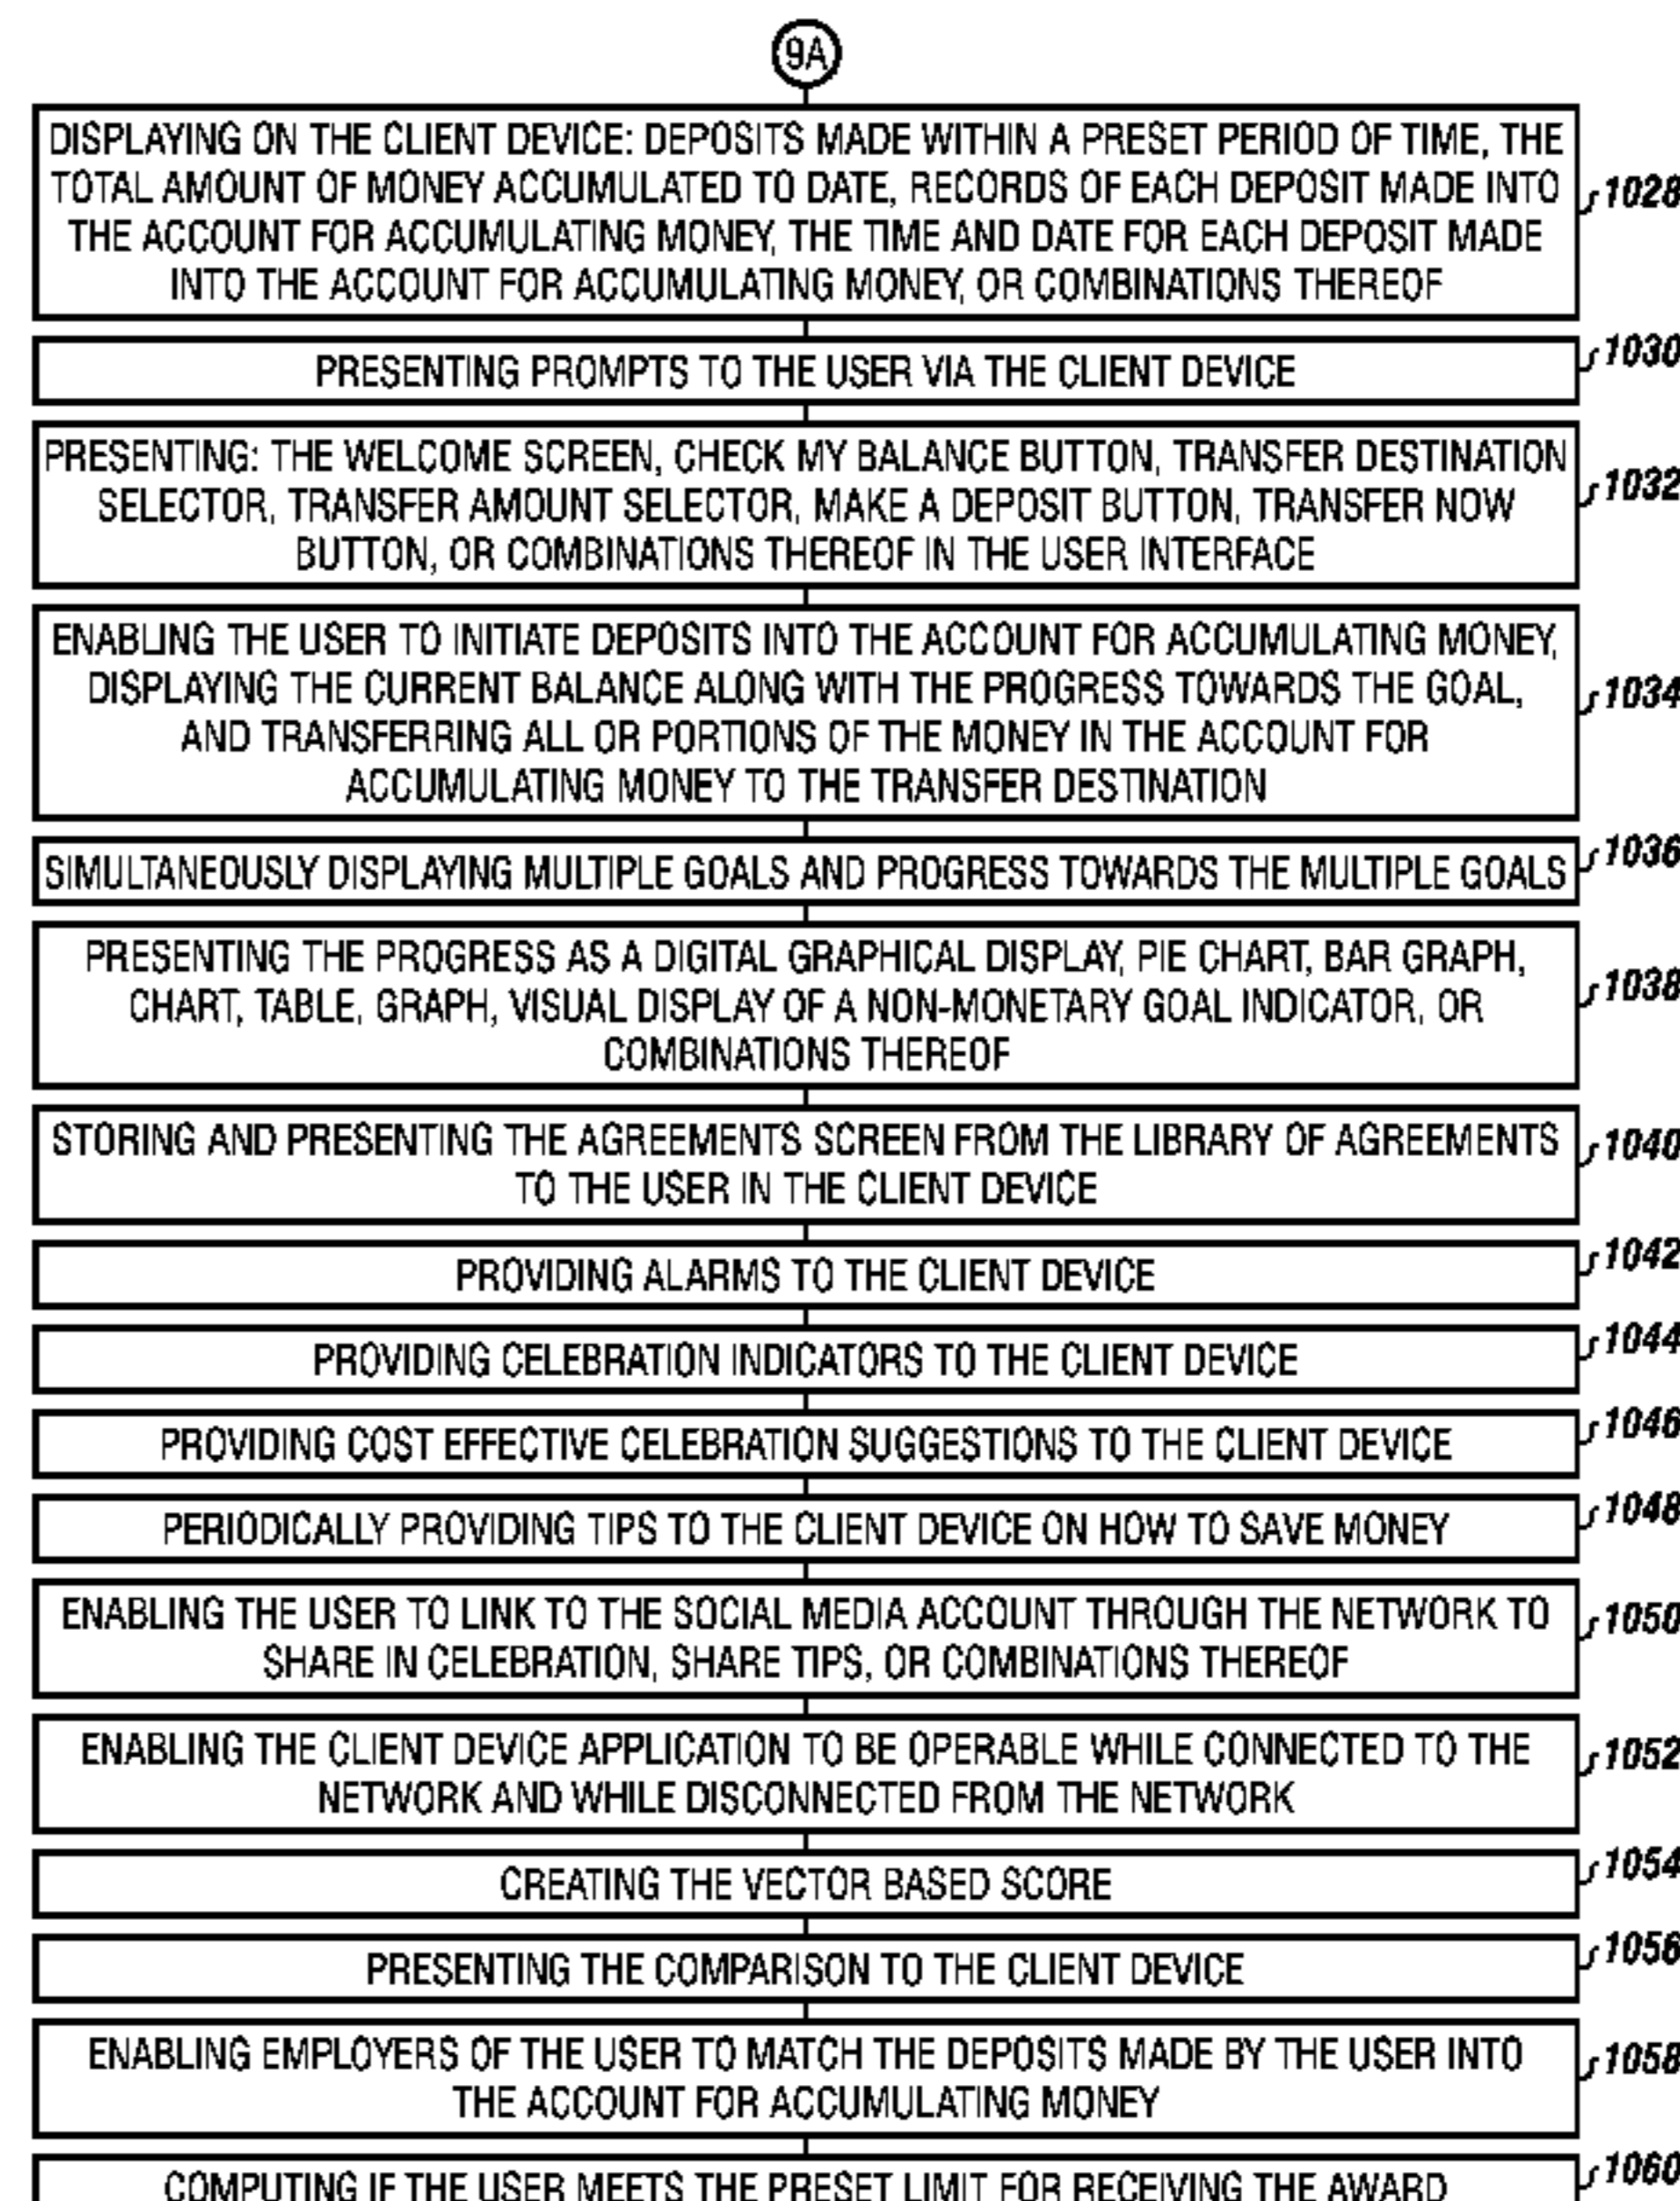 9A
DISPLAYING ON THE CLIENT DEVICE: DEPOSITS MADE WITHIN A PRESET PERIOD OF TIME, THE
TOTAL AMOUNT OF MONEY ACCUMULATED TO DATE, RECORDS OF EACH DEPOSIT MADE INTO
THE ACCOUNT FOR ACCUMULATING MONEY, THE TIME AND DATE FOR EACH DEPOSIT MADE
INTO THE ACCOUNT FOR ACCUMULATING MONEY, OR COMBINATIONS THEREOF
1028
PRESENTING PROMPTS TO THE USER VIA THE CLIENT DEVICE
1030
PRESENTING: THE WELCOME SCREEN, CHECK MY BALANCE BUTTON, TRANSFER DESTINATION
SELECTOR, TRANSFER AMOUNT SELECTOR, MAKE A DEPOSIT BUTTON, TRANSFER NOW
BUTTON, OR COMBINATIONS THEREOF IN THE USER INTERFACE
1032
ENABLING THE USER TO INITIATE DEPOSITS INTO THE ACCOUNT FOR ACCUMULATING MONEY,
DISPLAYING THE CURRENT BALANCE ALONG WITH THE PROGRESS TOWARDS THE GOAL,
AND TRANSFERRING ALL OR PORTIONS OF THE MONEY IN THE ACCOUNT FOR
ACCUMULATING MONEY TO THE TRANSFER DESTINATION
1034
SIMULTANEOUSLY DISPLAYING MULTIPLE GOALS AND PROGRESS TOWARDS THE MULTIPLE GOALS
1036
PRESENTING THE PROGRESS AS A DIGITAL GRAPHICAL DISPLAY, PIE CHART, BAR GRAPH,
CHART, TABLE, GRAPH, VISUAL DISPLAY OF A NON-MONETARY GOAL INDICATOR, OR
COMBINATIONS THEREOF
1038
STORING AND PRESENTING THE AGREEMENTS SCREEN FROM THE LIBRARY OF AGREEMENTS
TO THE USER IN THE CLIENT DEVICE
1040
PROVIDING ALARMS TO THE CLIENT DEVICE
1042
PROVIDING CELEBRATION INDICATORS TO THE CLIENT DEVICE
1044
PROVIDING COST EFFECTIVE CELEBRATION SUGGESTIONS TO THE CLIENT DEVICE
1046
PERIODICALLY PROVIDING TIPS TO THE CLIENT DEVICE ON HOW TO SAVE MONEY
1048
ENABLING THE USER TO LINK TO THE SOCIAL MEDIA ACCOUNT THROUGH THE NETWORK TO
SHARE IN CELEBRATION, SHARE TIPS, OR COMBINATIONS THEREOF
1050
ENABLING THE CLIENT DEVICE APPLICATION TO BE OPERABLE WHILE CONNECTED TO THE
NETWORK AND WHILE DISCONNECTED FROM THE NETWORK
1052
CREATING THE VECTOR BASED SCORE
1054
PRESENTING THE COMPARISON TO THE CLIENT DEVICE
1056
ENABLING EMPLOYERS OF THE USER TO MATCH THE DEPOSITS MADE BY THE USER INTO
THE ACCOUNT FOR ACCUMULATING MONEY
1058
COMPUTING IF THE USER MEETS THE PRESET LIMIT FOR RECEIVING THE AWARD
1060